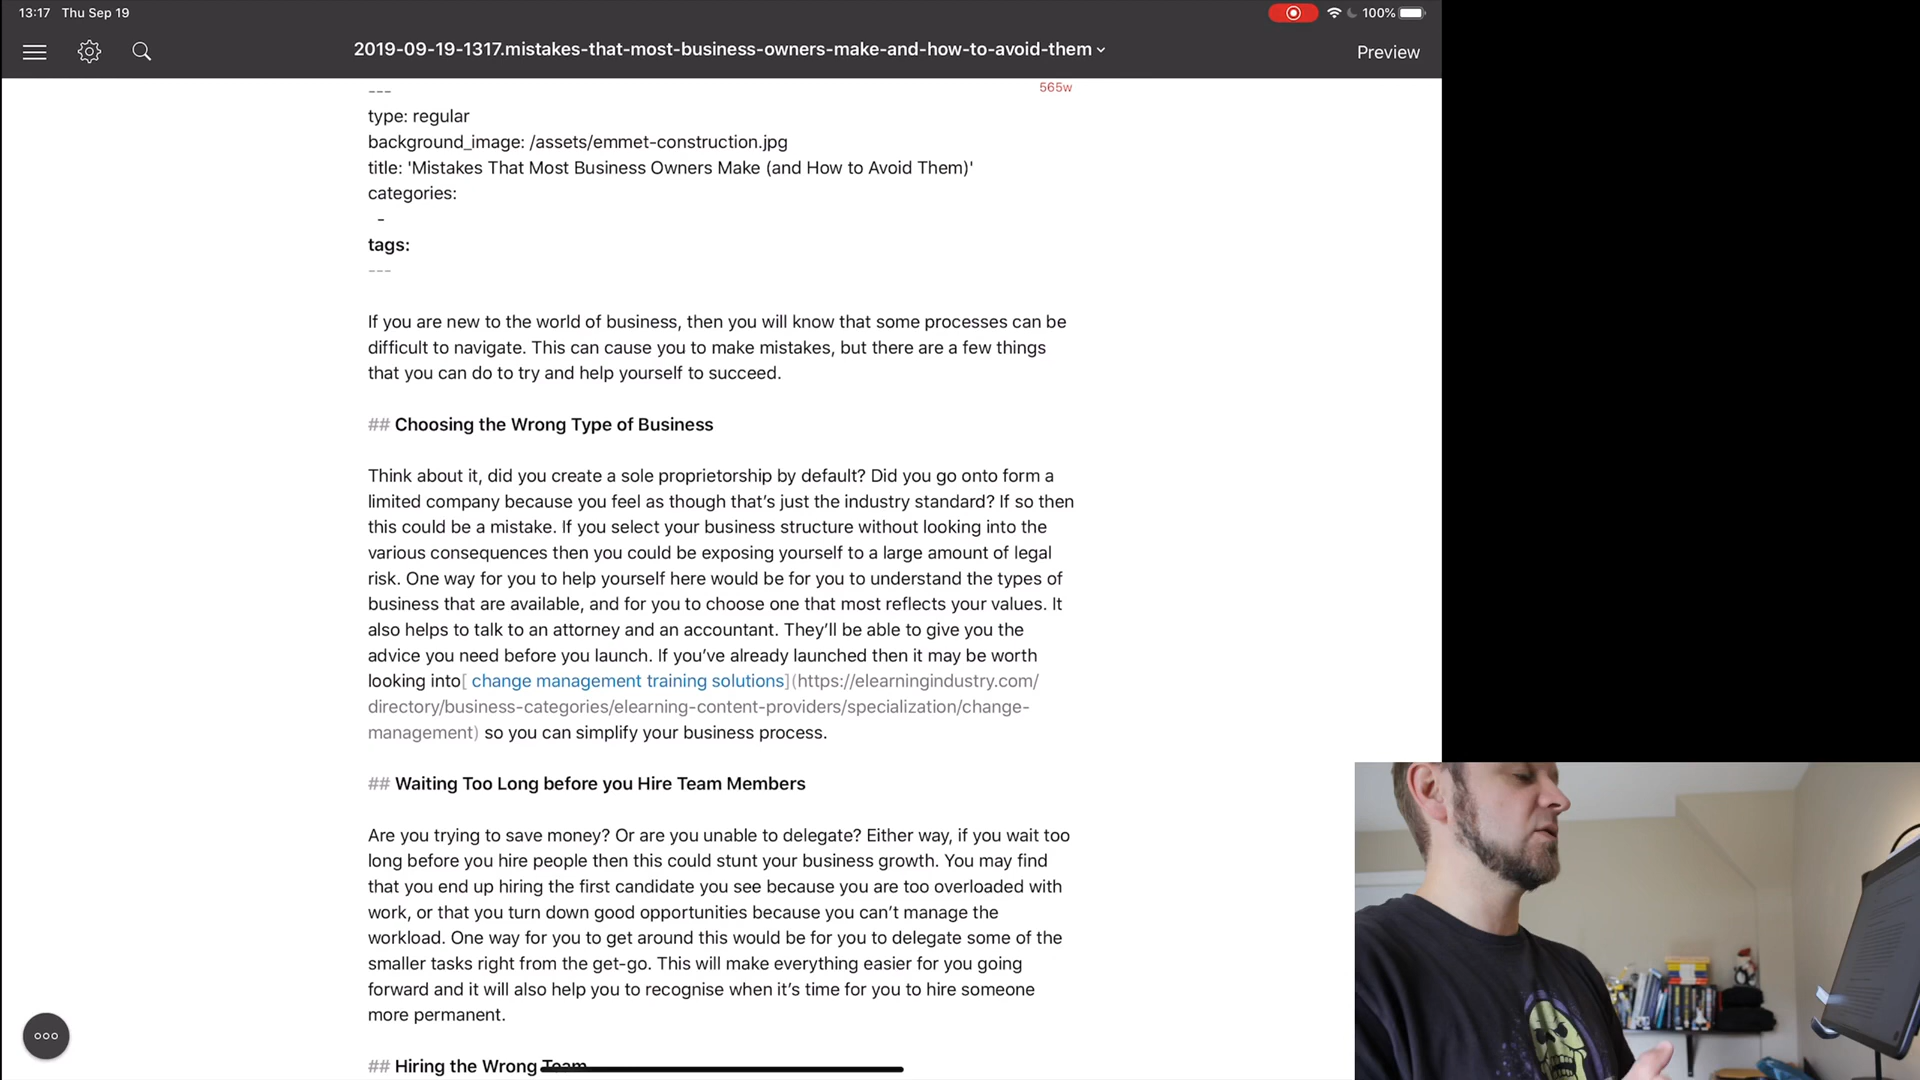 13:17 Thu Sep 19
100%
2019-09-19-1317.mistakes-that-most-business-owners-make-and-how-to-avoid-them
Preview
565w
---
type: regular
background_image: /assets/emmet-construction.jpg
title: 'Mistakes That Most Business Owners Make (and How to Avoid Them)'
categories:
-
tags:
---
If you are new to the world of business, then you will know that some processes can be
difficult to navigate. This can cause you to make mistakes, but there are a few things
that you can do to try and help yourself to succeed.
## Choosing the Wrong Type of Business
Think about it, did you create a sole proprietorship by default? Did you go onto form a
limited company because you feel as though that’s just the industry standard? If so then
this could be a mistake. If you select your business structure without looking into the
various consequences then you could be exposing yourself to a large amount of legal
risk. One way for you to help yourself here would be for you to understand the types of
business that are available, and for you to choose one that most reflects your values. It
also helps to talk to an attorney and an accountant. They’ll be able to give you the
advice you need before you launch. If you’ve already launched then it may be worth
looking into[ change management training solutions](https://elearningindustry.com/
directory/business-categories/elearning-content-providers/specialization/change-
management) so you can simplify your business process.
## Waiting Too Long before you Hire Team Members
Are you trying to save money? Or are you unable to delegate? Either way, if you wait too
long before you hire people then this could stunt your business growth. You may find
that you end up hiring the first candidate you see because you are too overloaded with
work, or that you turn down good opportunities because you can’t manage the
workload. One way for you to get around this would be for you to delegate some of the
smaller tasks right from the get-go. This will make everything easier for you going
forward and it will also help you to recognise when it’s time for you to hire someone
more permanent.
## Hiring the Wrong Team